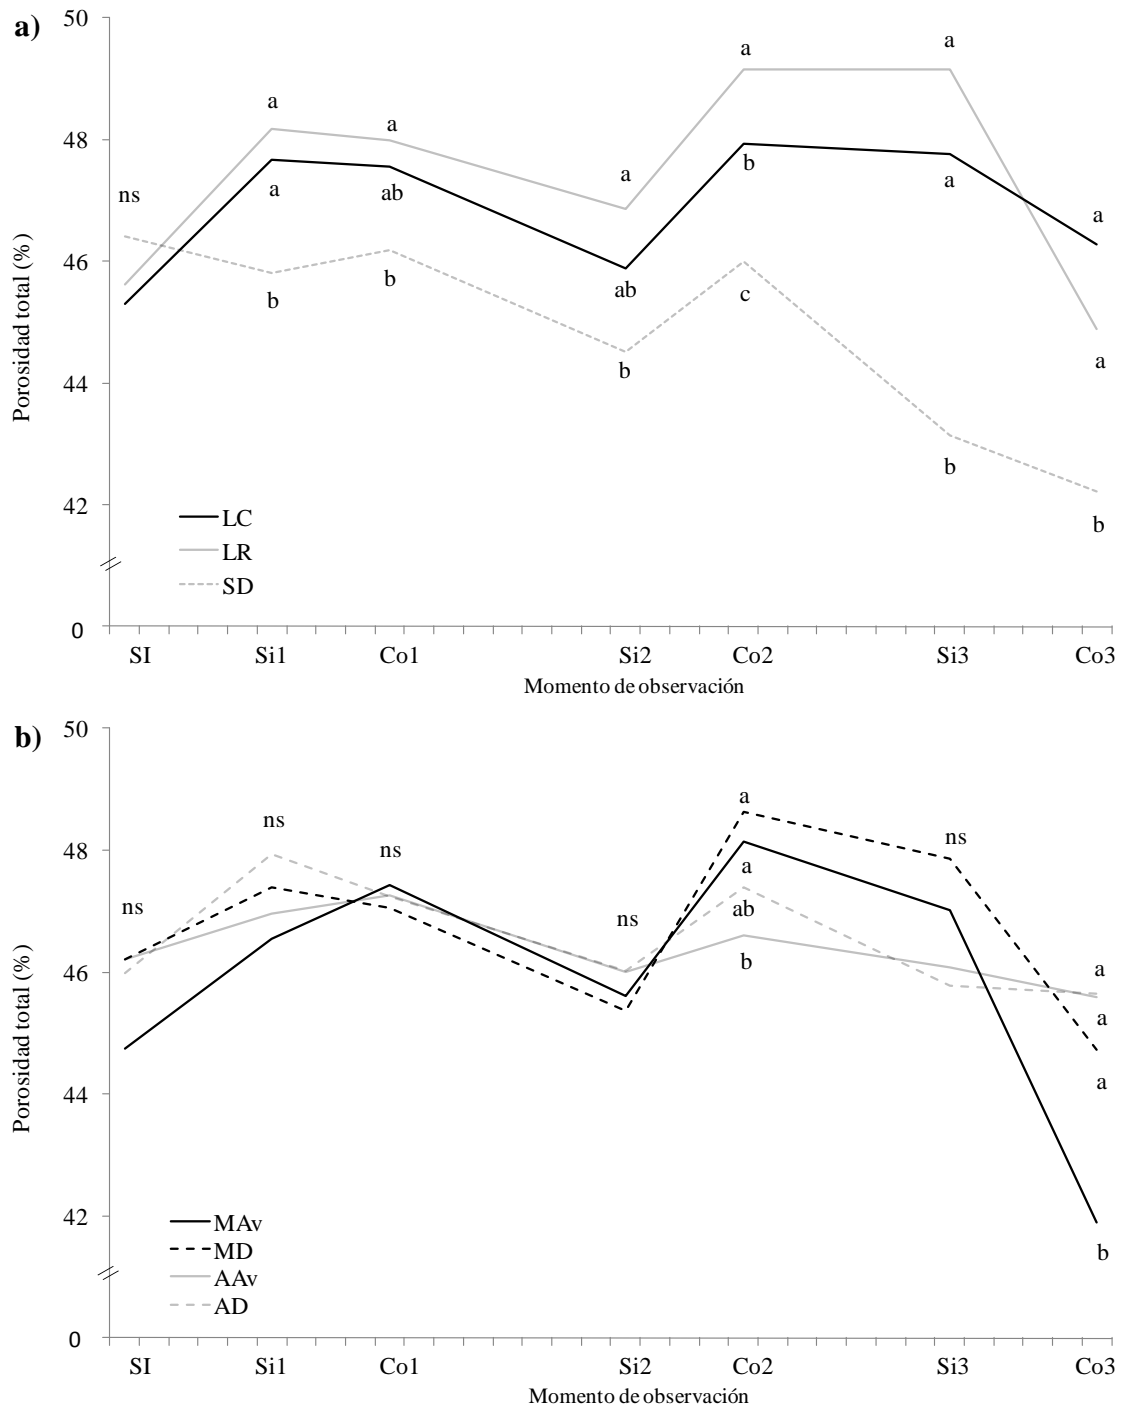 a)
50
a
a
a
a
48
a
b
ns
a
ab
a
a
a
46
b
b
ab
c
a
44
b
b
42
b
LC
LR
SD
0
SI Si1 Co1 Si2 Co2 Si3 Co3
Momento de observación
Porosidad total (%)
b)
50
a
ns
ns
ns
48
a
ns
ab
ns
b
a
46
a
a
44
42
b
MAv
MD
AAv
AD
0
SI Si1 Co1 Si2 Co2 Si3 Co3
Momento de observación
Porosidad total (%)